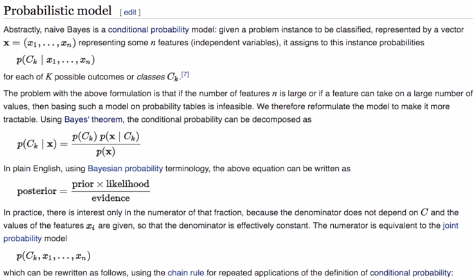 Probabilistic model [ edit ]
Abstractly, naive Bayes is a conditional probability model: given a problem instance to be classified, represented by a vector
x = (x₁, . . . , xₙ) representing some n features (independent variables), it assigns to this instance probabilities
p(Cₖ | x₁, . . . , xₙ)
for each of K possible outcomes or classes Cₖ.[7]
The problem with the above formulation is that if the number of features n is large or if a feature can take on a large number of
values, then basing such a model on probability tables is infeasible. We therefore reformulate the model to make it more
tractable. Using Bayes' theorem, the conditional probability can be decomposed as
p(Cₖ | x) = p(Cₖ) p(x | Cₖ) / p(x)
In plain English, using Bayesian probability terminology, the above equation can be written as
posterior = prior × likelihood / evidence
In practice, there is interest only in the numerator of that fraction, because the denominator does not depend on C and the
values of the features xᵢ are given, so that the denominator is effectively constant. The numerator is equivalent to the joint
probability model
p(Cₖ, x₁, . . . , xₙ)
which can be rewritten as follows, using the chain rule for repeated applications of the definition of conditional probability: